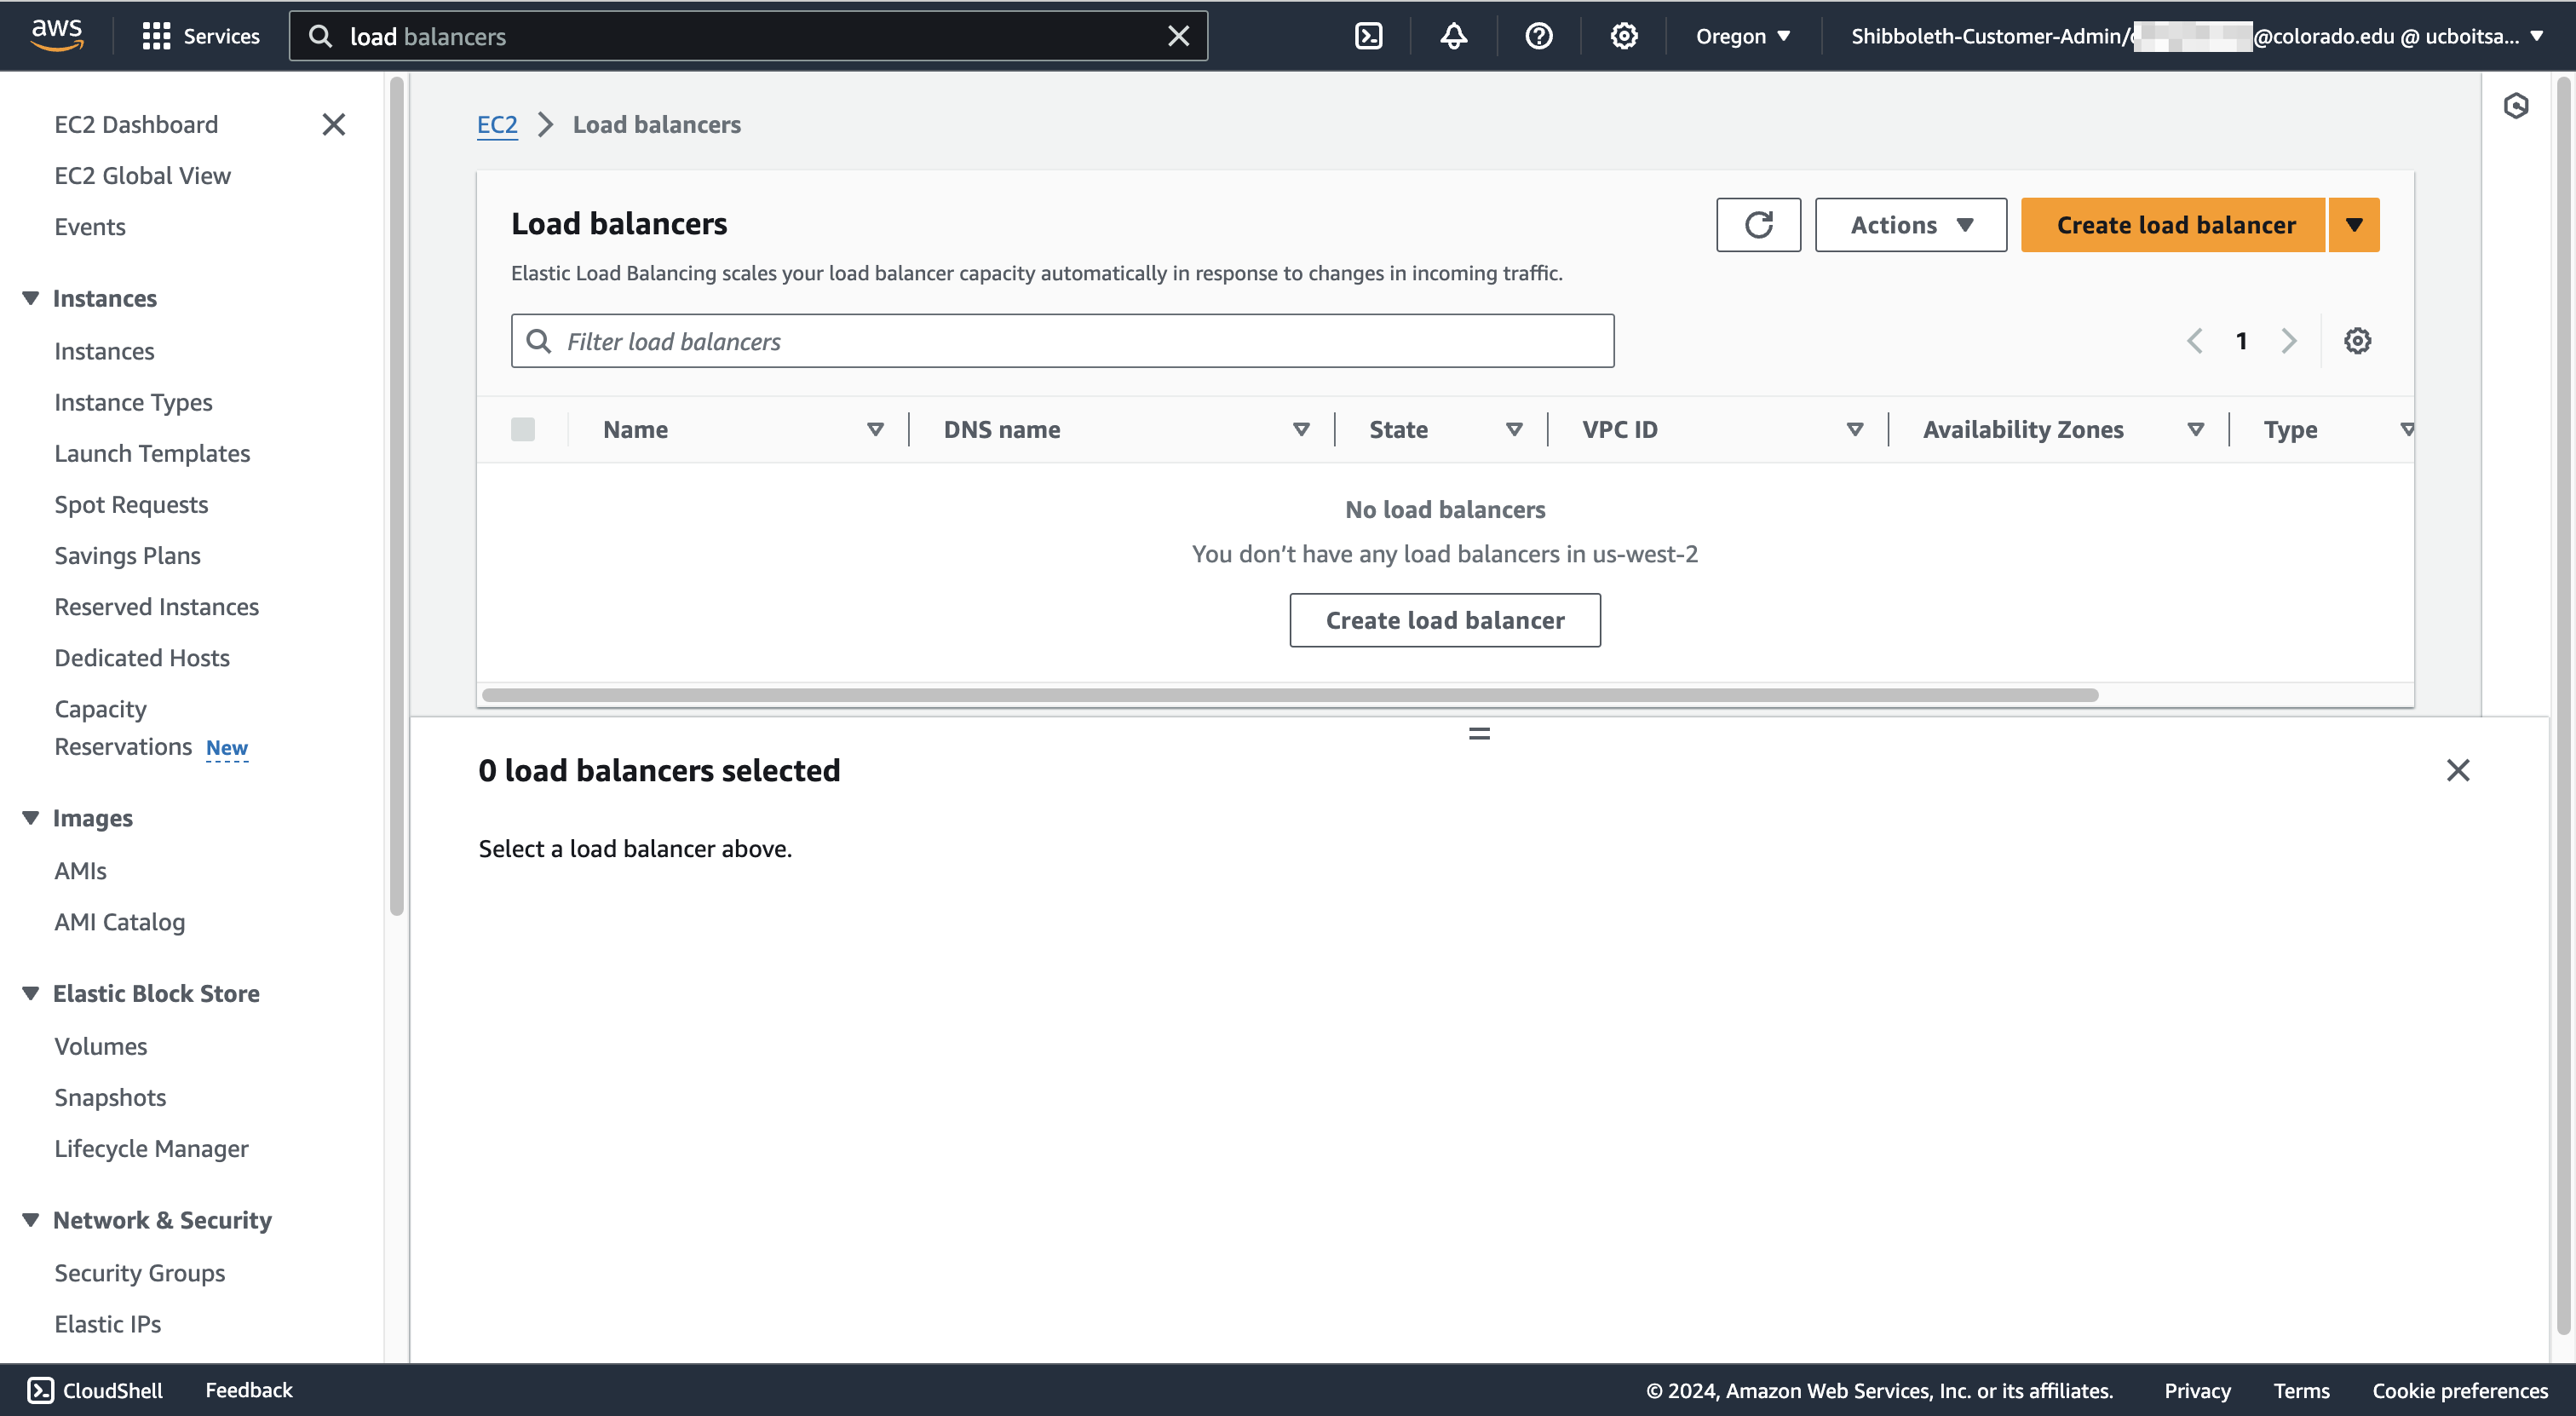 aws
Services
load balancers
Oregon
Shibboleth-Customer-Admin/
@colorado.edu @ ucboitsa...
EC2 Dashboard
EC2 Global View
Events
Instances
Instances
Instance Types
Launch Templates
Spot Requests
Savings Plans
Reserved Instances
Dedicated Hosts
Capacity
Reservations New
Images
AMIs
AMI Catalog
Elastic Block Store
Volumes
Snapshots
Lifecycle Manager
Network & Security
Security Groups
Elastic IPs
EC2 Load balancers
Load balancers
Actions
Create load balancer
Elastic Load Balancing scales your load balancer capacity automatically in response to changes in incoming traffic.
Filter load balancers
1
Name DNS name State VPC ID Availability Zones Type
No load balancers
You don’t have any load balancers in us-west-2
Create load balancer
0 load balancers selected
Select a load balancer above.
CloudShell Feedback © 2024, Amazon Web Services, Inc. or its affiliates. Privacy Terms Cookie preferences